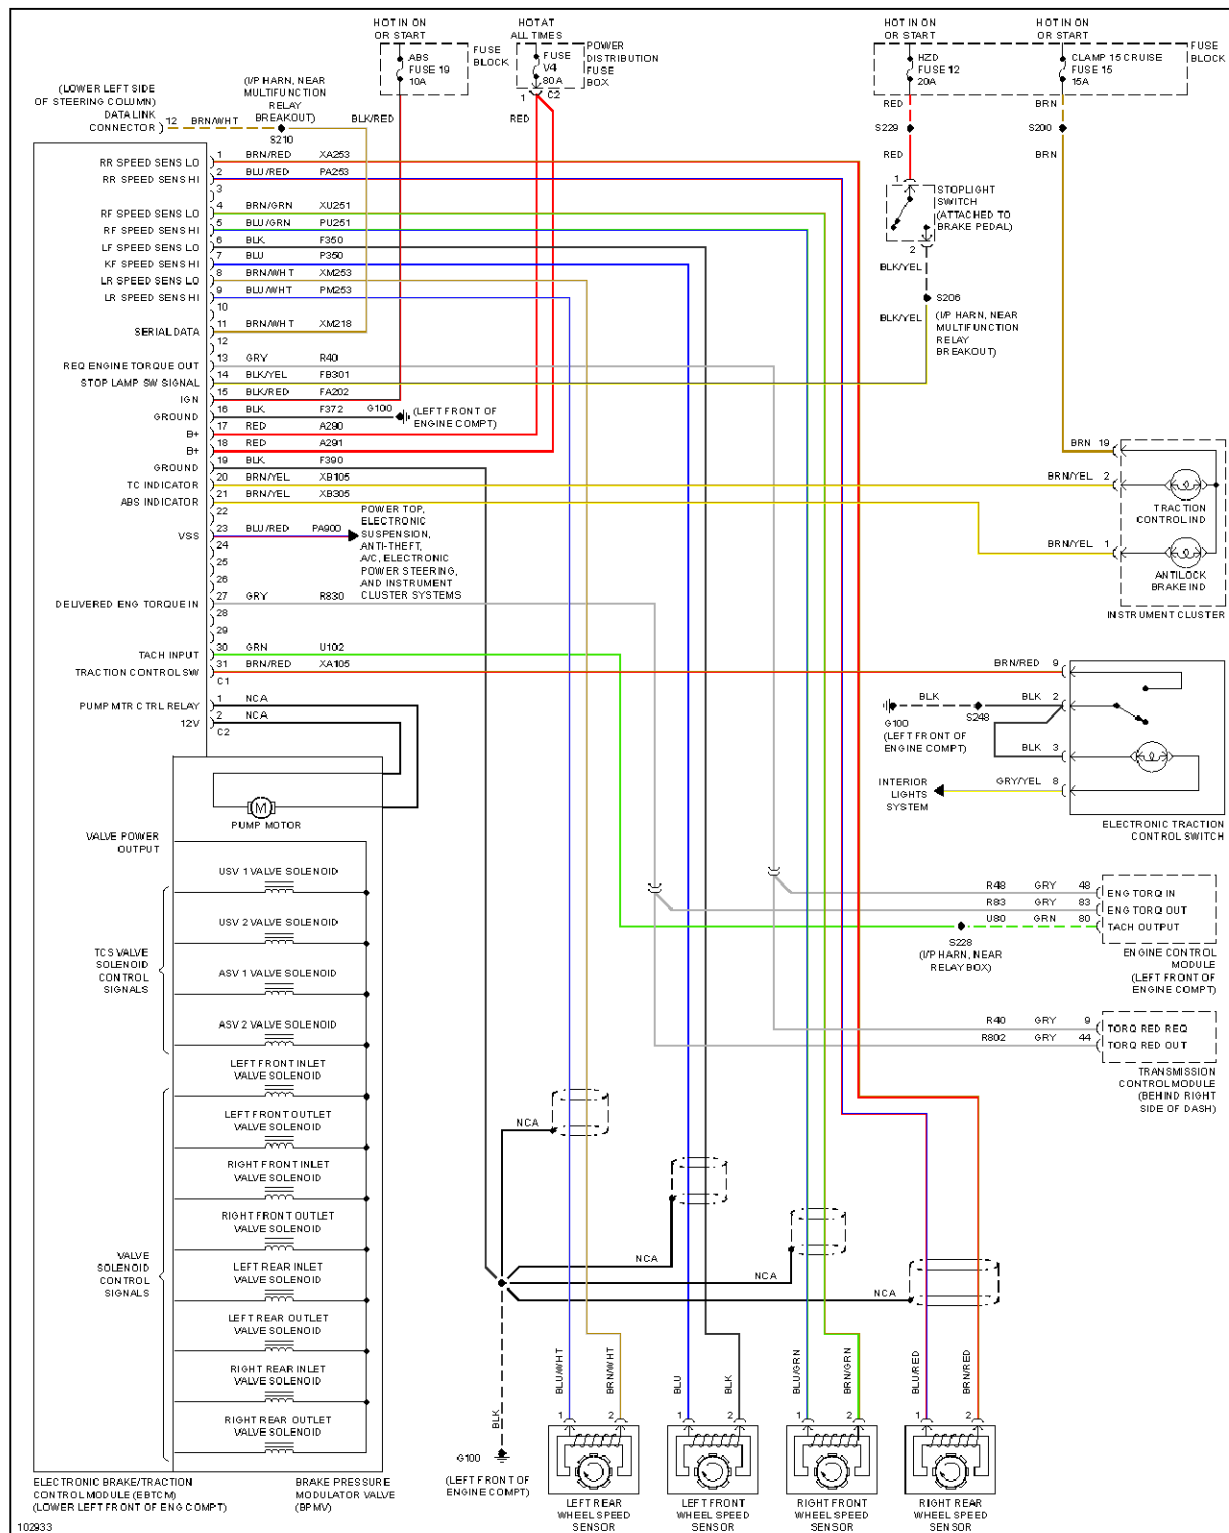 HOT IN ON
OR START
HOT AT
ALL TIMES
HOT IN ON
OR START
HOT IN ON
OR START
ABS
FUSE 19
10A
FUSE
BLOCK
FUSE
V4
80A
POWER
DISTRIBUTION
FUSE
BOX
1
C2
HZD
FUSE 12
20A
CLAMP 15 CRUISE
FUSE 15
15A
FUSE
BLOCK
(LOWER LEFT SIDE
OF STEERING COLUMN)
DATA LINK
CONNECTOR
12
BRN/WHT
(I/P HARN, NEAR
MULTIFUNCTION
RELAY
BREAKOUT)
S210
BLK/RED
RED
RED
S229
RED
BRN
S200
BRN
1
STOPLIGHT
SWITCH
(ATTACHED TO
BRAKE PEDAL)
2
BLK/YEL
S206
BLK/YEL
(I/P HARN, NEAR
MULTIFUNCTION
RELAY
BREAKOUT)
RR SPEED SENS LO 1 BRN/RED XA253
RR SPEED SENS HI 2 BLU/RED PA253
3
RF SPEED SENS LO 4 BRN/GRN XU251
RF SPEED SENS HI 5 BLU/GRN PU251
LF SPEED SENS LO 6 BLK F350
KF SPEED SENS HI 7 BLU P350
LR SPEED SENS LO 8 BRN/WHT XM253
LR SPEED SENS HI 9 BLU/WHT PM253
10
SERIAL DATA 11 BRN/WHT XM218
12
REQ ENGINE TORQUE OUT 13 GRY R40
STOP LAMP SW SIGNAL 14 BLK/YEL FB301
IGN 15 BLK/RED FA202
GROUND 16 BLK F372 G100
(LEFT FRONT OF
ENGINE COMPT)
B+ 17 RED A290
B+ 18 RED A291
GROUND 19 BLK F390
TC INDICATOR 20 BRN/YEL XB105
ABS INDICATOR 21 BRN/YEL XB305
22
VSS 23 BLU/RED PA900
POWER TOP,
ELECTRONIC
SUSPENSION,
ANTI-THEFT,
A/C, ELECTRONIC
POWER STEERING,
AND INSTRUMENT
CLUSTER SYSTEMS
24
25
26
DELIVERED ENG TORQUE IN 27 GRY R830
28
29
TACH INPUT 30 GRN U102
TRACTION CONTROL SW 31 BRN/RED XA105
C1
PUMP MTR CTRL RELAY 1 NCA
12V 2 NCA
C2
BRN 19
BRN/YEL 2
TRACTION
CONTROL IND
BRN/YEL 1
ANTILOCK
BRAKE IND
INSTRUMENT CLUSTER
BRN/RED 9
BLK
BLK 2
G100
S248
(LEFT FRONT OF
ENGINE COMPT)
BLK 3
INTERIOR
LIGHTS
SYSTEM
GRY/YEL 8
ELECTRONIC TRACTION
CONTROL SWITCH
M
PUMP MOTOR
VALVE POWER
OUTPUT
USV 1 VALVE SOLENOID
USV 2 VALVE SOLENOID
TCS VALVE
SOLENOID
CONTROL
SIGNALS
ASV 1 VALVE SOLENOID
ASV 2 VALVE SOLENOID
LEFT FRONT INLET
VALVE SOLENOID
LEFT FRONT OUTLET
VALVE SOLENOID
RIGHT FRONT INLET
VALVE SOLENOID
RIGHT FRONT OUTLET
VALVE SOLENOID
VALVE
SOLENOID
CONTROL
SIGNALS
LEFT REAR INLET
VALVE SOLENOID
LEFT REAR OUTLET
VALVE SOLENOID
RIGHT REAR INLET
VALVE SOLENOID
RIGHT REAR OUTLET
VALVE SOLENOID
R48 GRY 48 ENG TORQ IN
R83 GRY 83 ENG TORQ OUT
U80 GRN 80 TACH OUTPUT
S228
(I/P HARN, NEAR
RELAY BOX)
ENGINE CONTROL
MODULE
(LEFT FRONT OF
ENGINE COMPT)
R40 GRY 9 TORQ RED REQ
R802 GRY 44 TORQ RED OUT
TRANSMISSION
CONTROL MODULE
(BEHIND RIGHT
SIDE OF DASH)
NCA
NCA
NCA
NCA
BLK
BLU/WHT
BRN/WHT
BLU
BLK
BLU/GRN
BRN/GRN
BLU/RED
BRN/RED
1 2 1 2 1 2 1 2
G100
(LEFT FRONT OF
ENGINE COMPT)
LEFT REAR
WHEEL SPEED
SENSOR
LEFT FRONT
WHEEL SPEED
SENSOR
RIGHT FRONT
WHEEL SPEED
SENSOR
RIGHT REAR
WHEEL SPEED
SENSOR
ELECTRONIC BRAKE/TRACTION
CONTROL MODULE (EBTCM)
(LOWER LEFT FRONT OF ENG COMPT)
BRAKE PRESSURE
MODULATOR VALVE
(BPMV)
102933